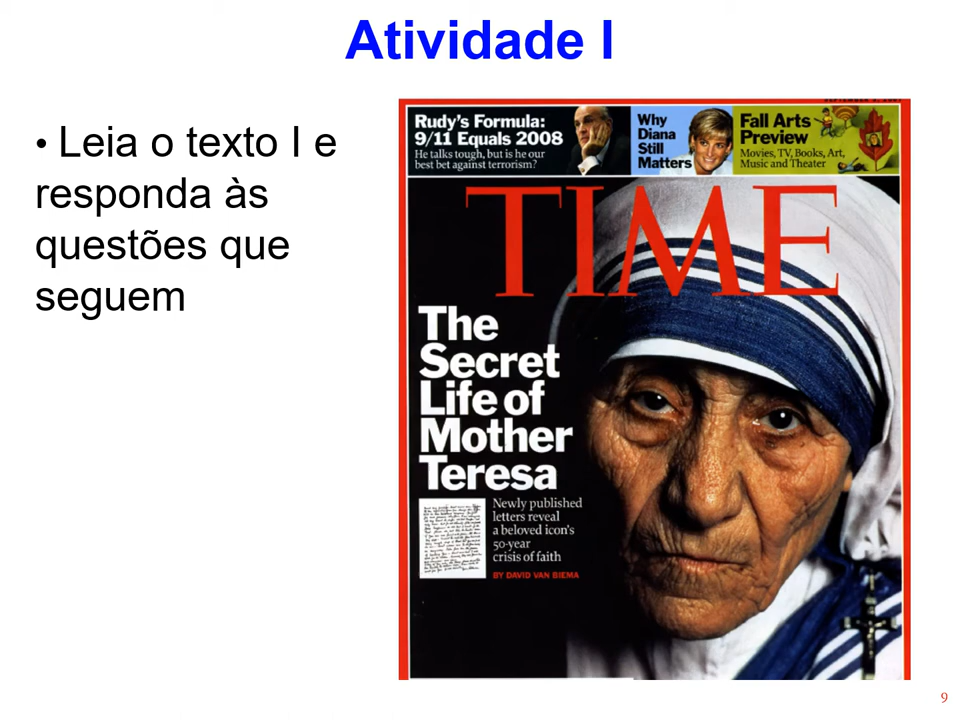 Atividade I
• Leia o texto I e
responda às
questões que
seguem
Rudy's Formula:
9/11 Equals 2008
He talks tough, but is he our
best bet against terrorism?
Why
Diana
Still
Matters
Fall Arts
Preview
Movies, TV, Books, Art,
Music and Theater
TIME
The
Secret
Life of
Mother
Teresa
Newly published
letters reveal
a beloved icon's
50-year
crisis of faith
BY DAVID VAN BIEMA
9